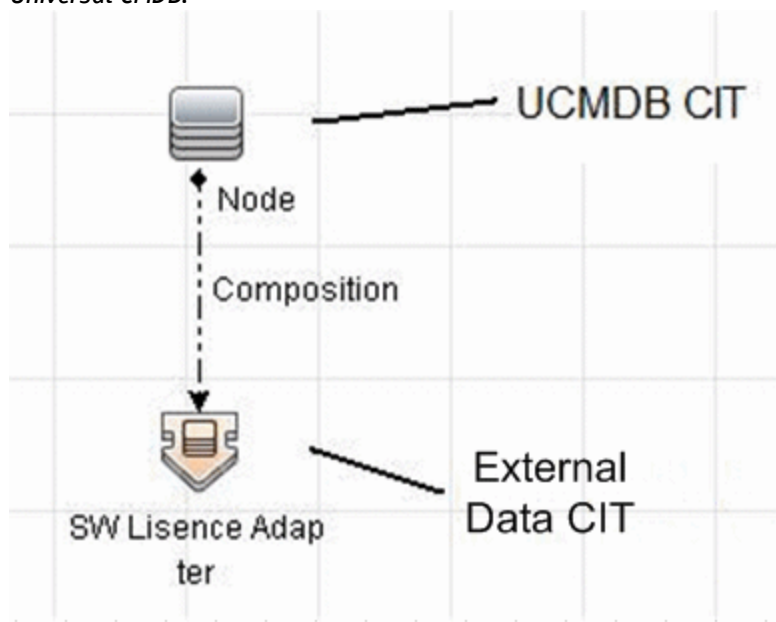 UCMDB CIT
Node
Composition
External
Data CIT
SW Lisence Adap
ter